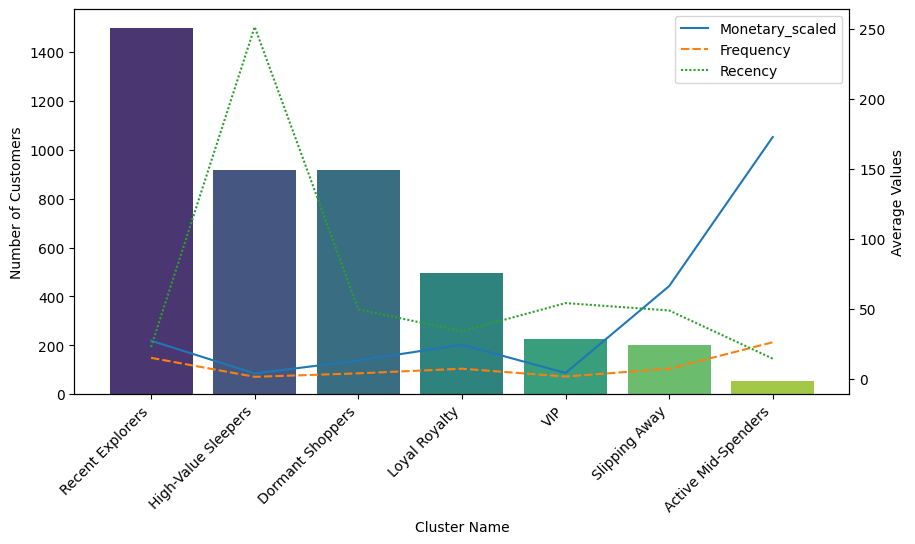 Monetary_scaled
Frequency
Recency
Number of Customers
1400
1200
1000
800
600
400
200
0
250
200
150
100
50
0
Average Values
Recent Explorers
High-Value Sleepers
Dormant Shoppers
Loyal Royalty
VIP
Slipping Away
Active Mid-Spenders
Cluster Name